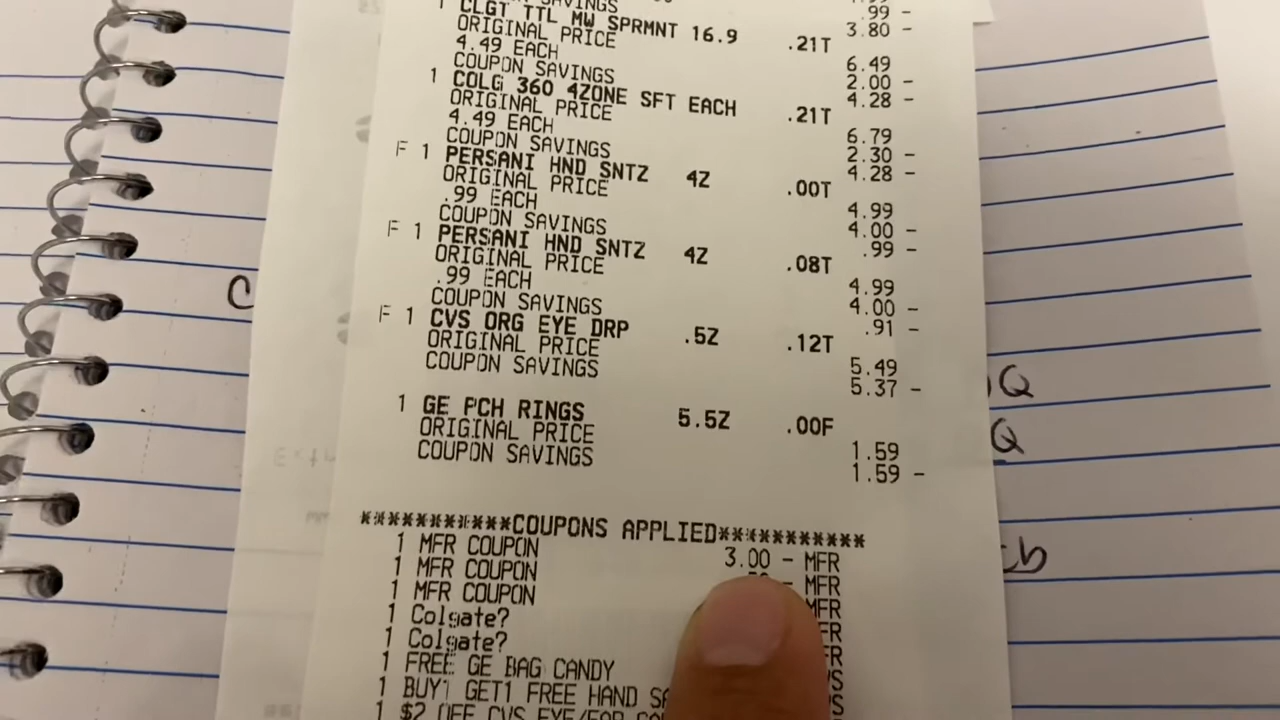 SAVINGS .99 -
1 CLGT TTL MW SPRMNT 16.9 .21T 3.80 -
ORIGINAL PRICE 6.49
4.49 EACH 2.00 -
COUPON SAVINGS 4.28 -
1 COLG 360 4ZONE SFT EACH .21T
ORIGINAL PRICE 6.79
4.49 EACH 2.30 -
COUPON SAVINGS 4.28 -
F 1 PERSANI HND SNTZ 4Z .00T
ORIGINAL PRICE 4.99
.99 EACH 4.00 -
COUPON SAVINGS .99 -
F 1 PERSANI HND SNTZ 4Z .08T
ORIGINAL PRICE 4.99
.99 EACH 4.00 -
COUPON SAVINGS .91 -
F 1 CVS ORG EYE DRP .5Z .12T
ORIGINAL PRICE 5.49
COUPON SAVINGS 5.37 -
1 GE PCH RINGS 5.5Z .00F
ORIGINAL PRICE 1.59
COUPON SAVINGS 1.59 -
***********COUPONS APPLIED***********
1 MFR COUPON 3.00 - MFR
1 MFR COUPON - MFR
1 MFR COUPON MFR
1 Colgate?
1 Colgate?
1 FREE GE BAG CANDY
1 BUY1 GET1 FREE HAND
1 $2 OFF CVS